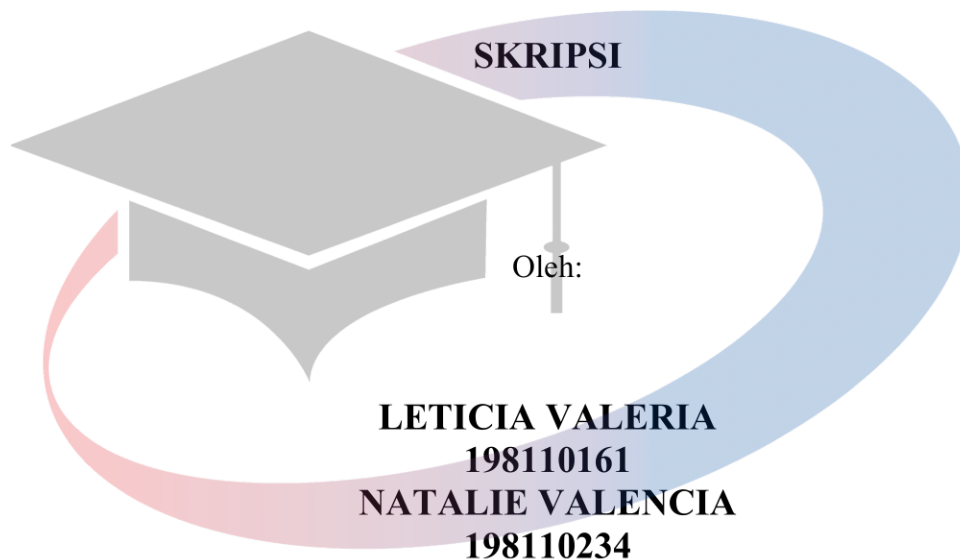 SKRIPSI
Oleh:
LETICIA VALERIA
198110161
NATALIE VALENCIA
198110234